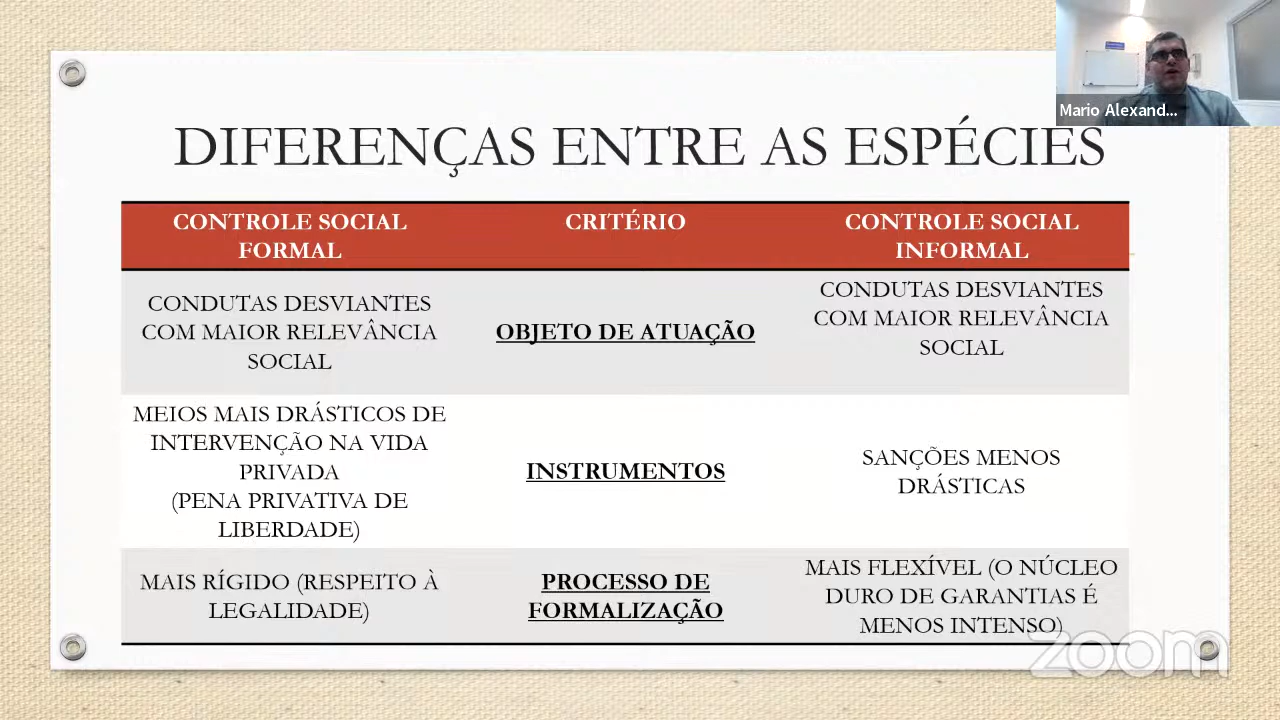 Mario Alexand...
DIFERENÇAS ENTRE AS ESPÉCIES
CONTROLE SOCIAL
FORMAL
CRITÉRIO
CONTROLE SOCIAL
INFORMAL
CONDUTAS DESVIANTES
COM MAIOR RELEVÂNCIA
SOCIAL
OBJETO DE ATUAÇÃO
CONDUTAS DESVIANTES
COM MAIOR RELEVÂNCIA
SOCIAL
MEIOS MAIS DRÁSTICOS DE
INTERVENÇÃO NA VIDA
PRIVADA
(PENA PRIVATIVA DE
LIBERDADE)
INSTRUMENTOS
SANÇÕES MENOS
DRÁSTICAS
MAIS RÍGIDO (RESPEITO À
LEGALIDADE)
PROCESSO DE
FORMALIZAÇÃO
MAIS FLEXÍVEL (O NÚCLEO
DURO DE GARANTIAS É
MENOS INTENSO)
zoom